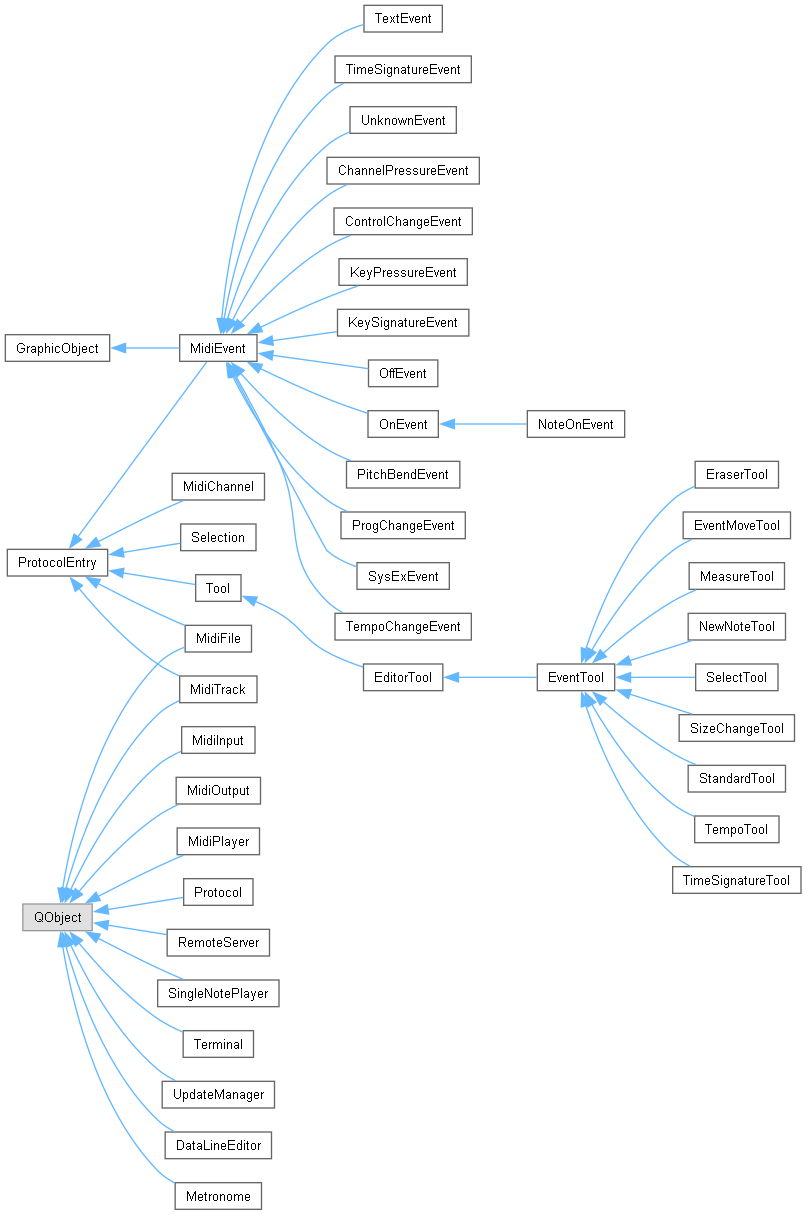 TextEvent
TimeSignatureEvent
UnknownEvent
ChannelPressureEvent
ControlChangeEvent
KeyPressureEvent
KeySignatureEvent
GraphicObject
MidiEvent
OffEvent
OnEvent
NoteOnEvent
PitchBendEvent
EraserTool
MidiChannel
ProgChangeEvent
EventMoveTool
Selection
ProtocolEntry
SysExEvent
MeasureTool
Tool
TempoChangeEvent
NewNoteTool
MidiFile
EditorTool
EventTool
SelectTool
MidiTrack
SizeChangeTool
MidiInput
StandardTool
MidiOutput
TempoTool
MidiPlayer
TimeSignatureTool
Protocol
QObject
RemoteServer
SingleNotePlayer
Terminal
UpdateManager
DataLineEditor
Metronome